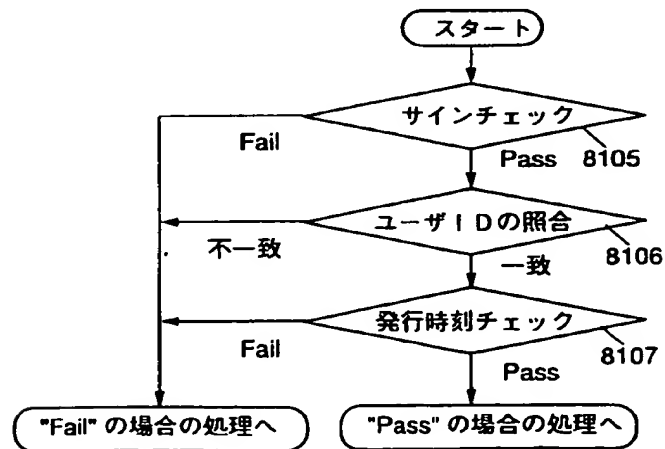 スタート
サインチェック
Fail
Pass
8105
ユーザIDの照合
不一致
一致
8106
発行時刻チェック
Fail
Pass
8107
"Fail" の場合の処理へ
"Pass" の場合の処理へ